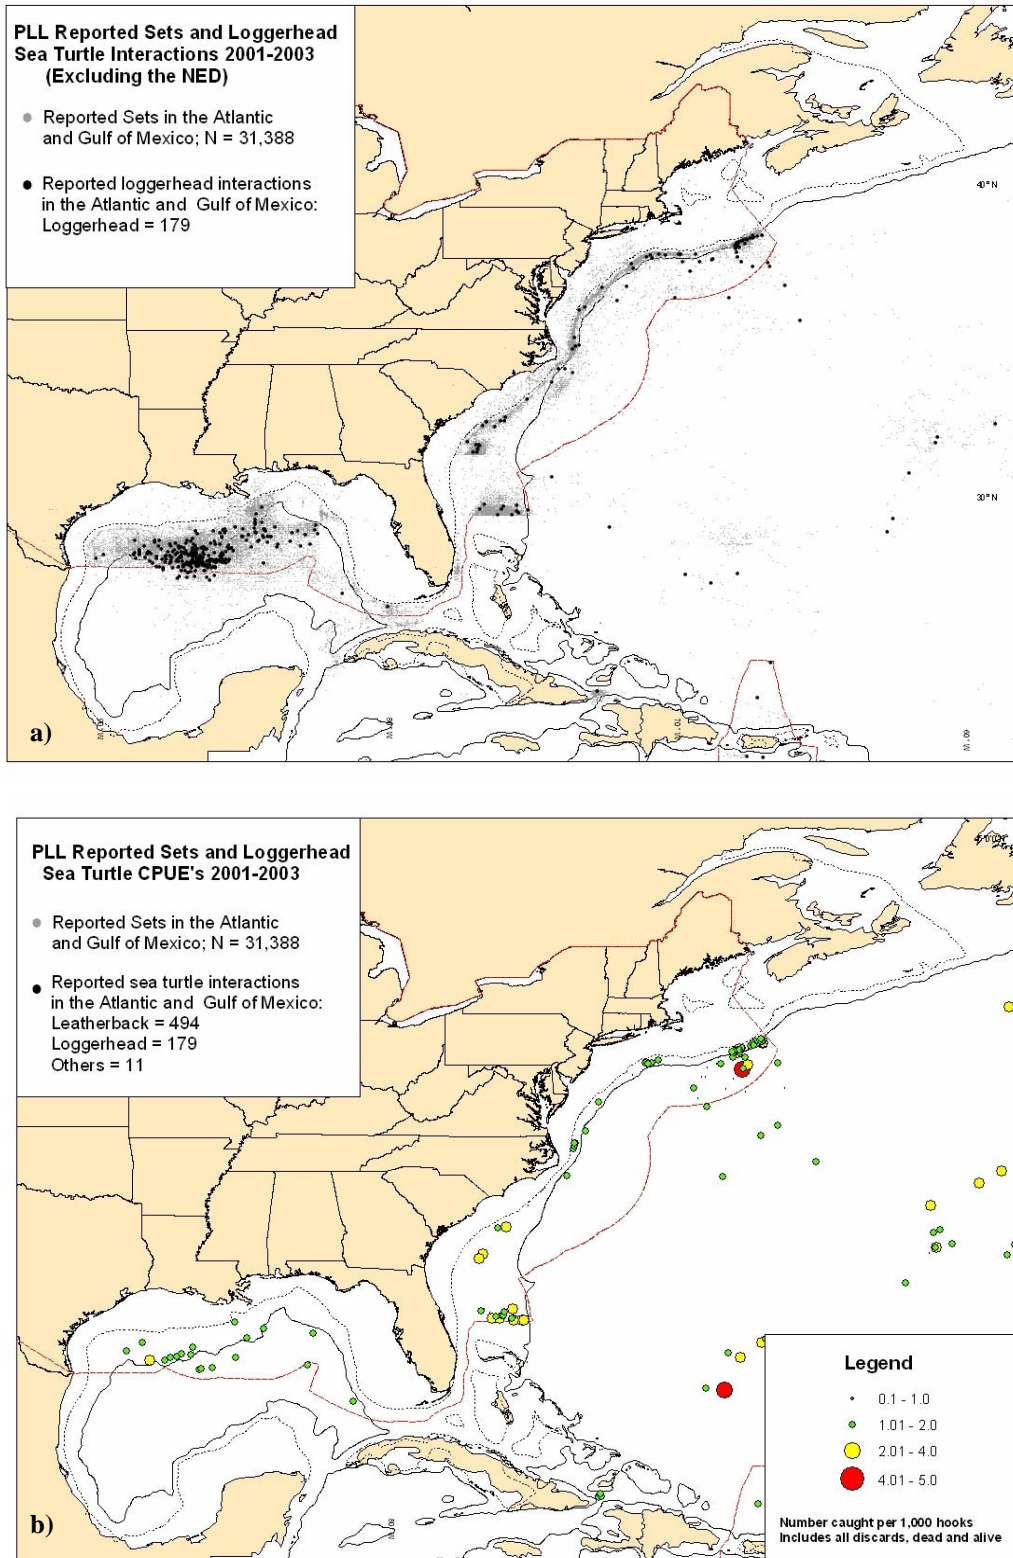 PLL Reported Sets and Loggerhead
Sea Turtle Interactions 2001-2003
(Excluding the NED)
Reported Sets in the Atlantic
and Gulf of Mexico; N = 31,388
Reported loggerhead interactions
in the Atlantic and Gulf of Mexico:
Loggerhead = 179
40° N
30° N
80° W
70° W
60° W
a)
PLL Reported Sets and Loggerhead
Sea Turtle CPUE's 2001-2003
Reported Sets in the Atlantic
and Gulf of Mexico; N = 31,388
Reported sea turtle interactions
in the Atlantic and Gulf of Mexico:
Leatherback = 494
Loggerhead = 179
Others = 11
Legend
0.1 - 1.0
1.01 - 2.0
2.01 - 4.0
4.01 - 5.0
Number caught per 1,000 hooks
Includes all discards, dead and alive
b)